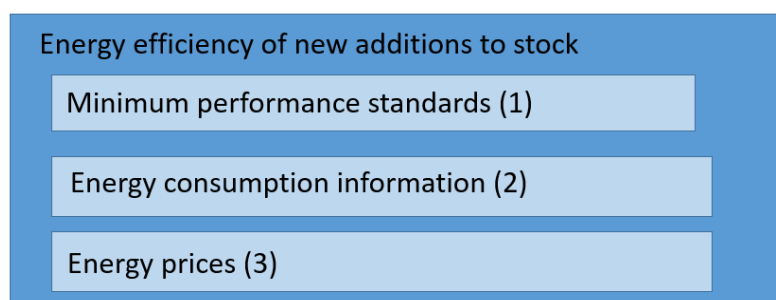 Energy efficiency of new additions to stock
Minimum performance standards (1)
Energy consumption information (2)
Energy prices (3)